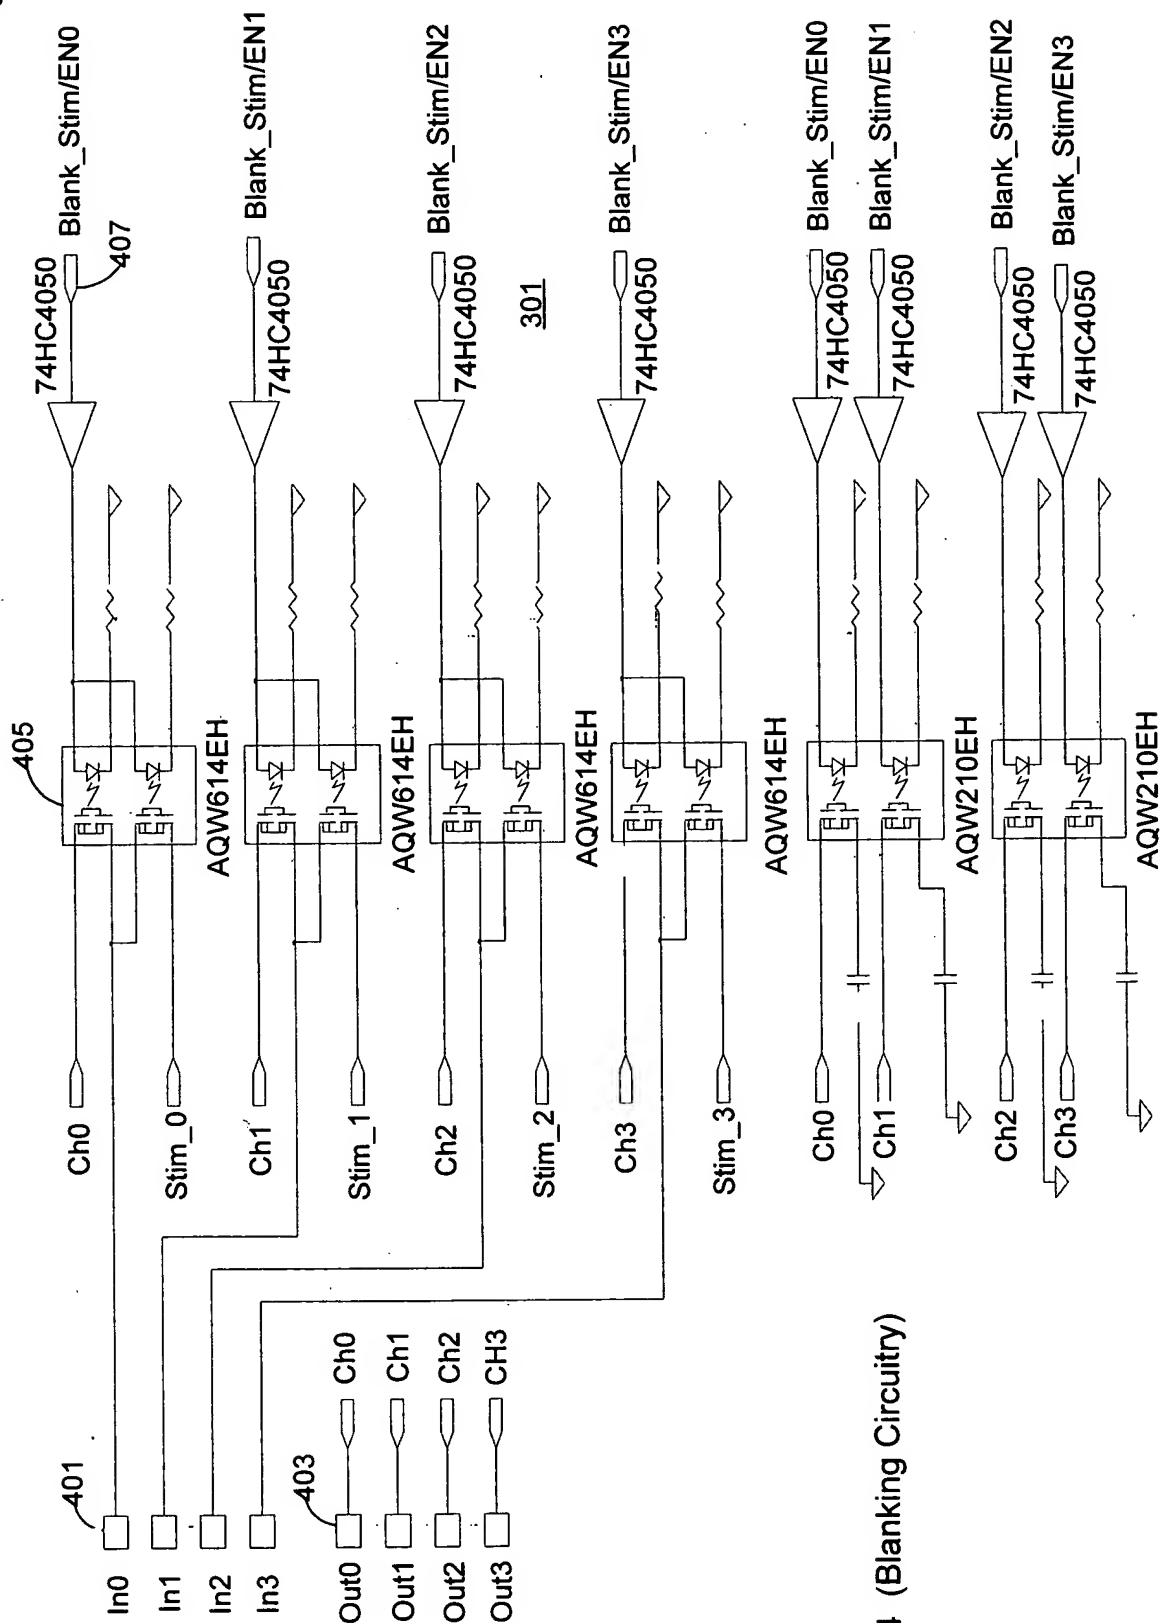 Blank_Stim/EN0
407
74HC4050
405
Ch0
Stim_0
AQW614EH
Blank_Stim/EN1
74HC4050
Ch1
Stim_1
AQW614EH
Blank_Stim/EN2
74HC4050
301
Ch2
Stim_2
AQW614EH
Blank_Stim/EN3
74HC4050
Ch3
Stim_3
AQW614EH
Blank_Stim/EN0
74HC4050
Blank_Stim/EN1
74HC4050
Ch0
Ch1
AQW210EH
Blank_Stim/EN2
74HC4050
Blank_Stim/EN3
74HC4050
Ch2
Ch3
AQW210EH
401
In0
In1
In2
In3
403
Out0
Ch0
Out1
Ch1
Out2
Ch2
Out3
CH3
(Blanking Circuitry)